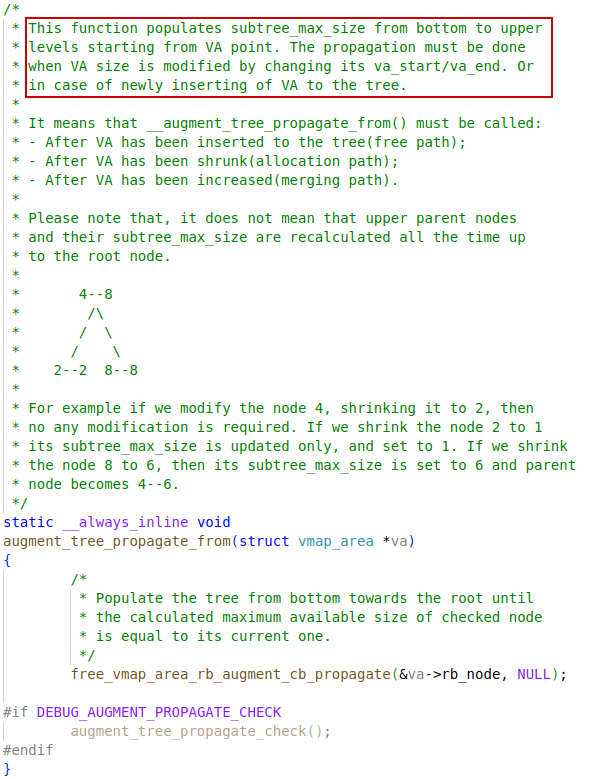 /*
 * This function populates subtree_max_size from bottom to upper
 * levels starting from VA point. The propagation must be done
 * when VA size is modified by changing its va_start/va_end. Or
 * in case of newly inserting of VA to the tree.
 *
 * It means that __augment_tree_propagate_from() must be called:
 * - After VA has been inserted to the tree(free path);
 * - After VA has been shrunk(allocation path);
 * - After VA has been increased(merging path).
 *
 * Please note that, it does not mean that upper parent nodes
 * and their subtree_max_size are recalculated all the time up
 * to the root node.
 *
 *       4--8
 *        /\
 *       /  \
 *      /    \
 *    2--2  8--8
 *
 * For example if we modify the node 4, shrinking it to 2, then
 * no any modification is required. If we shrink the node 2 to 1
 * its subtree_max_size is updated only, and set to 1. If we shrink
 * the node 8 to 6, then its subtree_max_size is set to 6 and parent
 * node becomes 4--6.
 */
static __always_inline void
augment_tree_propagate_from(struct vmap_area *va)
{
        /*
         * Populate the tree from bottom towards the root until
         * the calculated maximum available size of checked node
         * is equal to its current one.
         */
        free_vmap_area_rb_augment_cb_propagate(&va->rb_node, NULL);

#if DEBUG_AUGMENT_PROPAGATE_CHECK
        augment_tree_propagate_check();
#endif
}